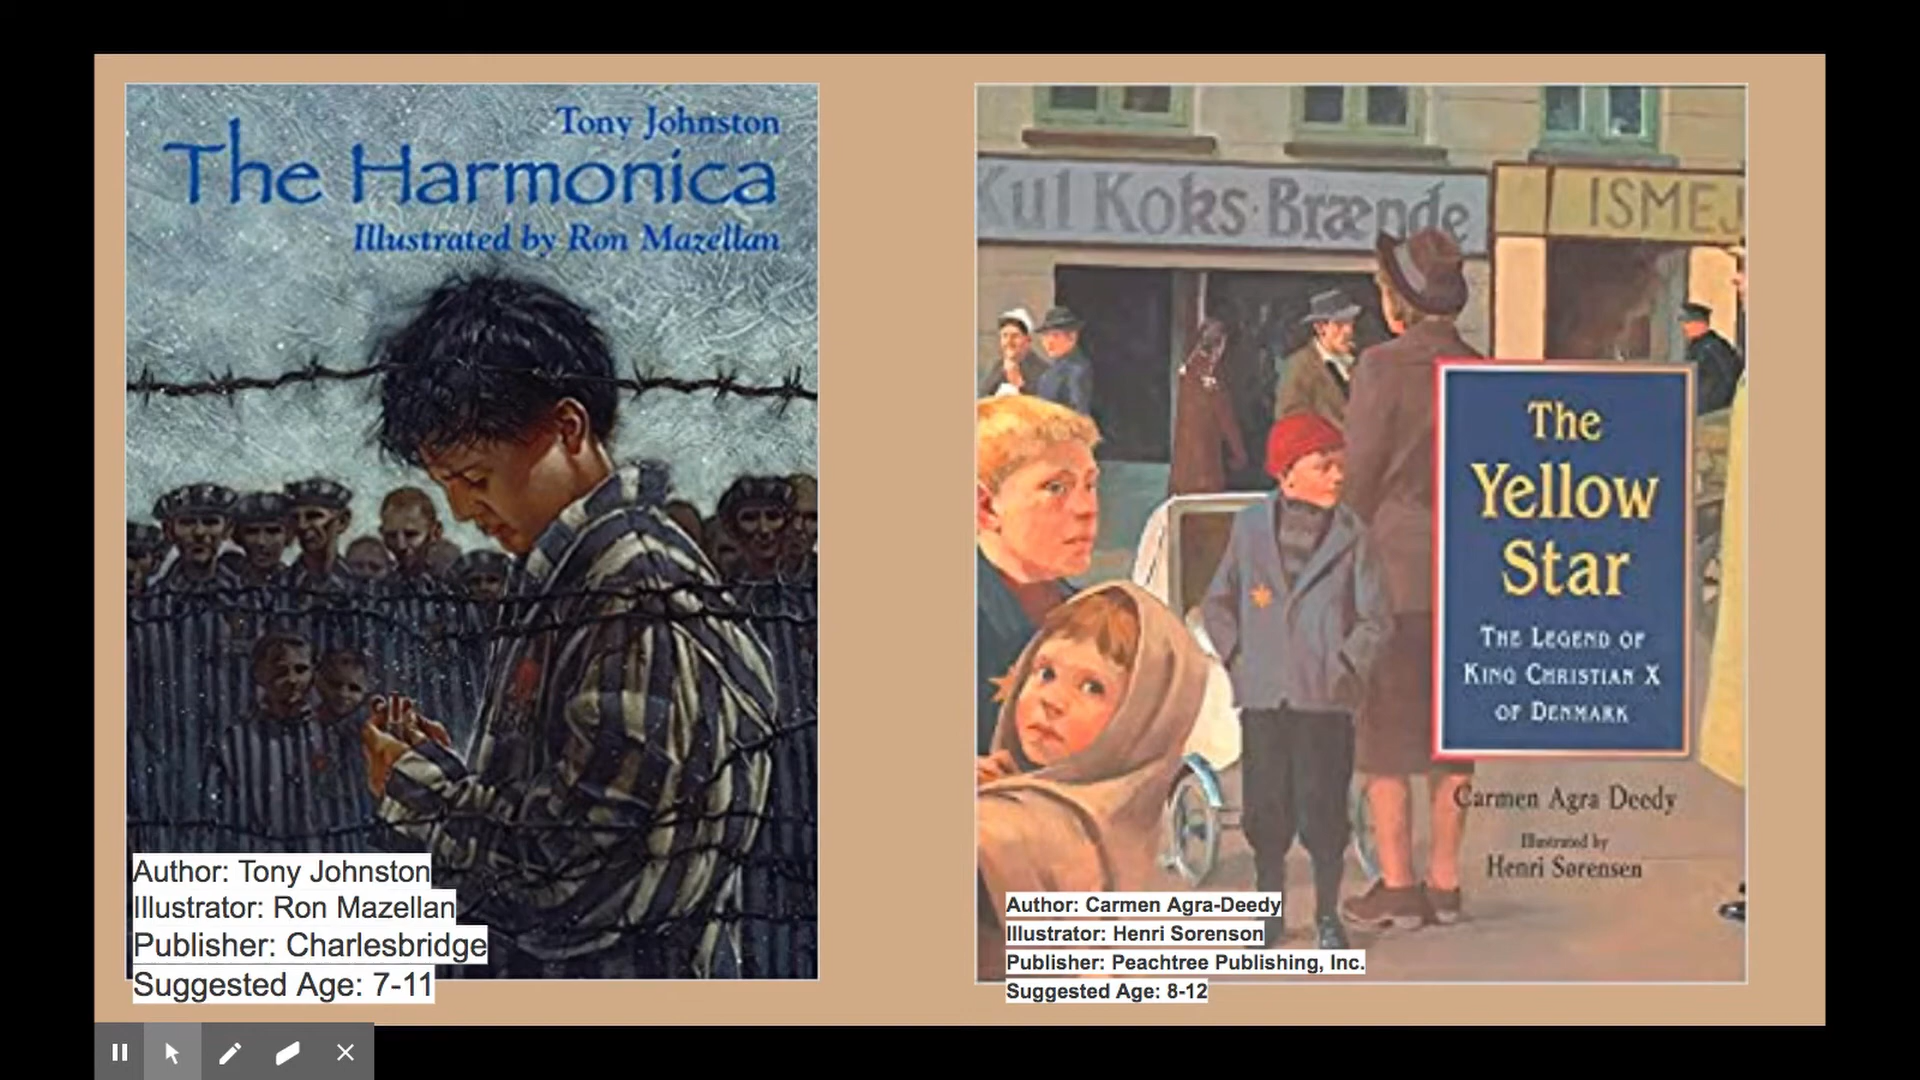 Tony Johnston
The Harmonica
Illustrated by Ron Mazellan
Author: Tony Johnston
Illustrator: Ron Mazellan
Publisher: Charlesbridge
Suggested Age: 7-11
Kul Koks·Brænde
ISMEJ
The
Yellow
Star
THE LEGEND OF
KING CHRISTIAN X
OF DENMARK
Carmen Agra Deedy
Illustrated by
Henri Sørensen
Author: Carmen Agra-Deedy
Illustrator: Henri Sorenson
Publisher: Peachtree Publishing, Inc.
Suggested Age: 8-12